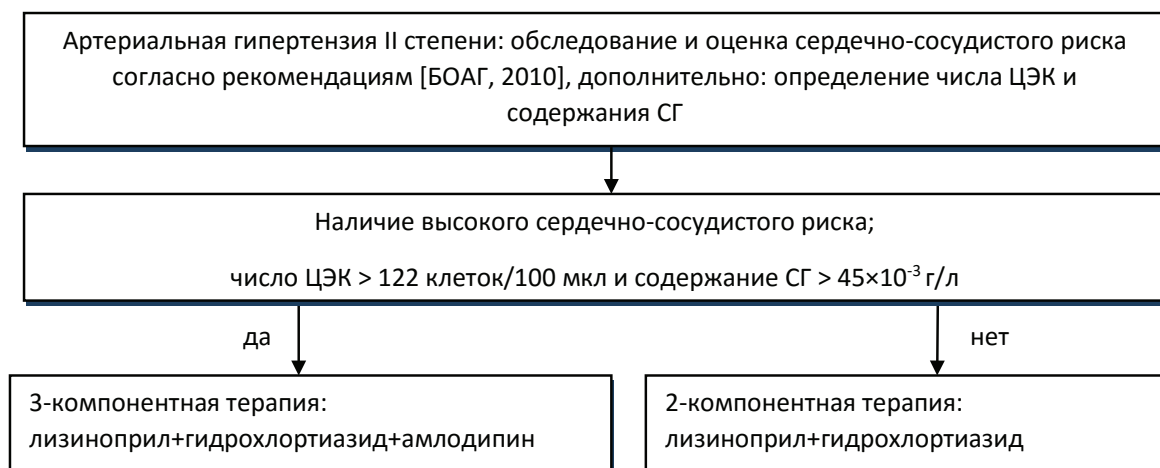 Артериальная гипертензия II степени: обследование и оценка сердечно-сосудистого риска
согласно рекомендациям [БОАГ, 2010], дополнительно: определение числа ЦЭК и
содержания СГ
Наличие высокого сердечно-сосудистого риска;
число ЦЭК > 122 клеток/100 мкл и содержание СГ > 45×10⁻³ г/л
да
нет
3-компонентная терапия:
лизиноприл+гидрохлортиазид+амлодипин
2-компонентная терапия:
лизиноприл+гидрохлортиазид